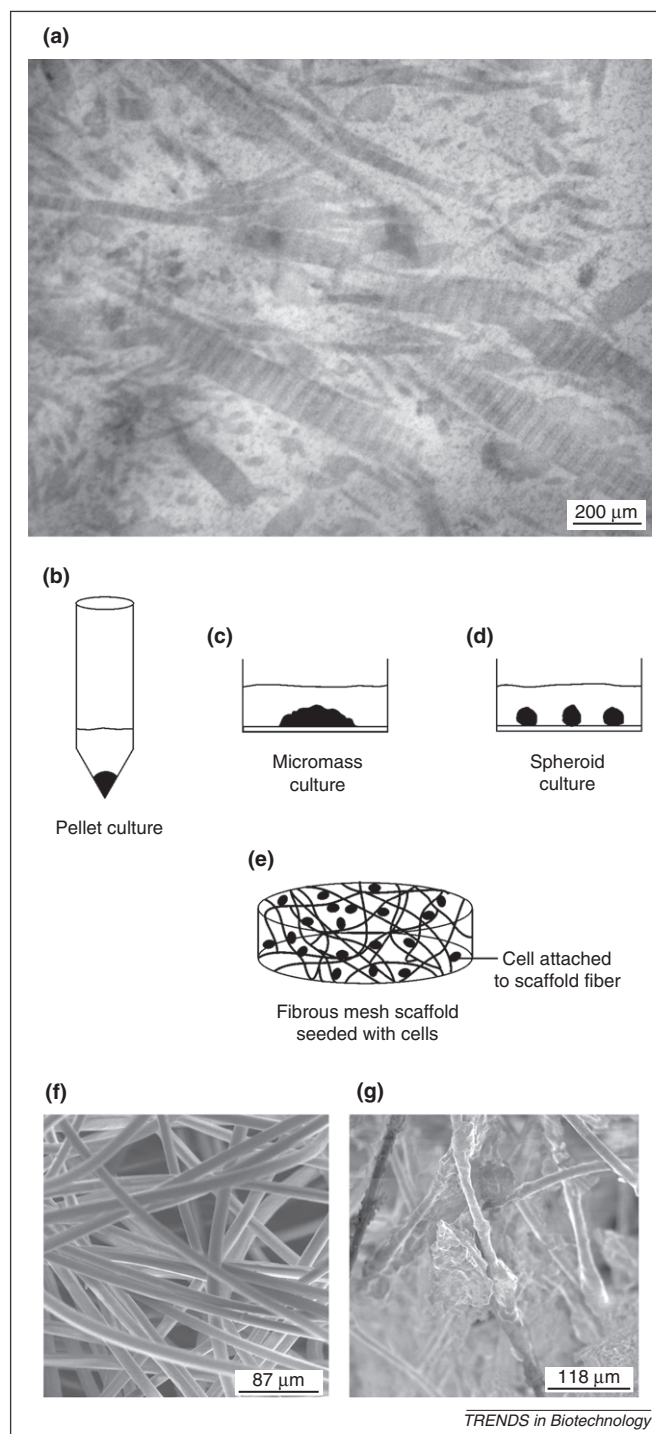 (a)
200 μm
(b)
Pellet culture
(c)
Micromass
culture
(d)
Spheroid
culture
(e)
Cell attached
to scaffold fiber
Fibrous mesh scaffold
seeded with cells
(f)
87 μm
(g)
118 μm
TRENDS in Biotechnology